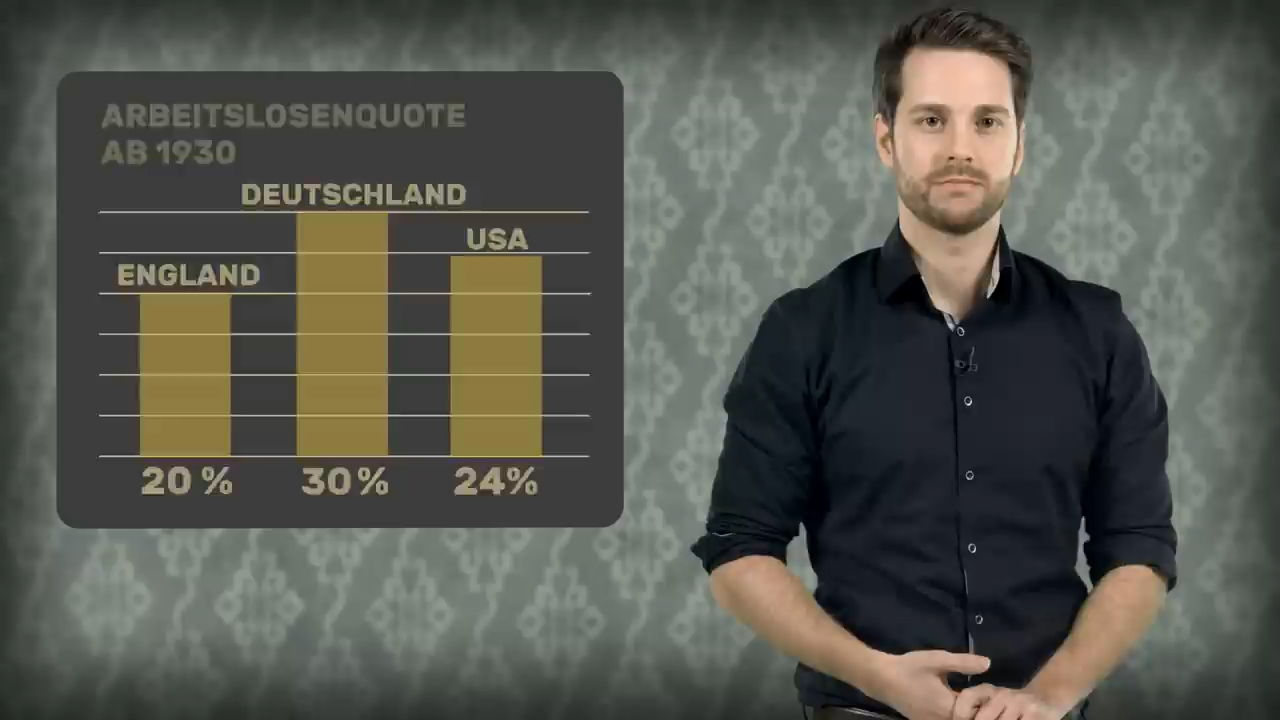 ARBEITSLOSENQUOTE
AB 1930
DEUTSCHLAND
USA
ENGLAND
20 %
30%
24%